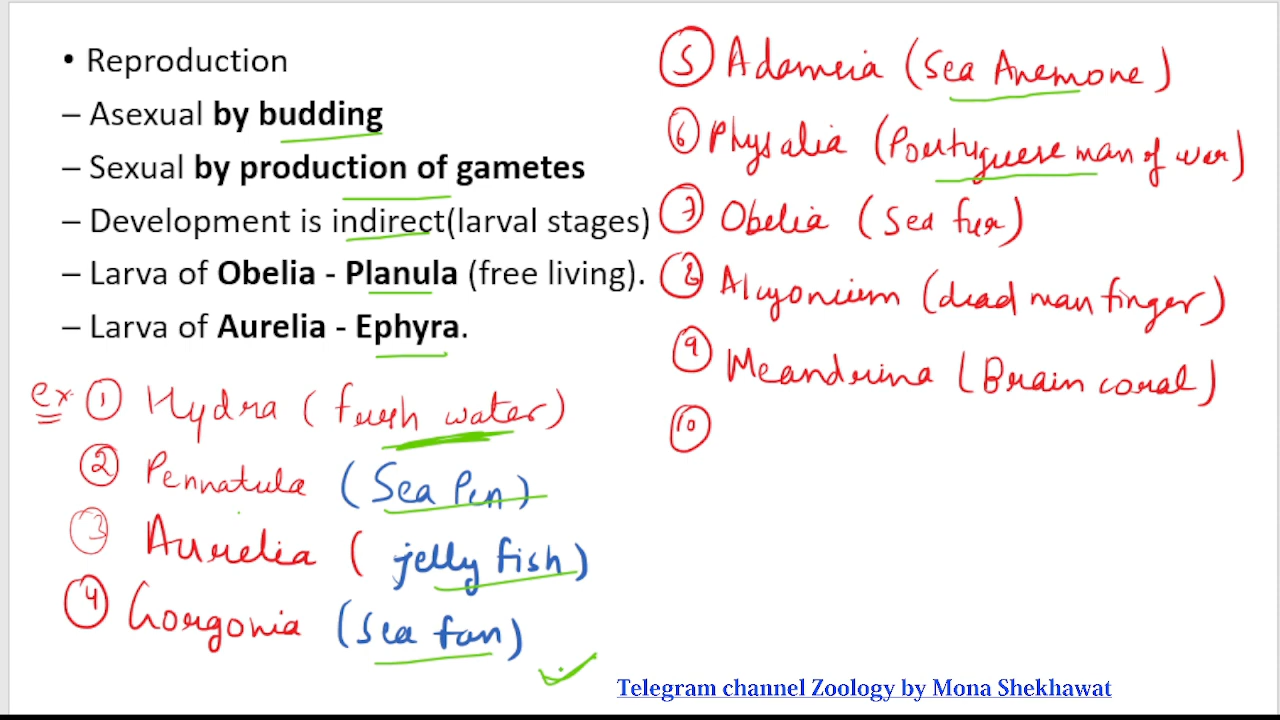 • Reproduction
– Asexual by budding
– Sexual by production of gametes
– Development is indirect(larval stages)
– Larva of Obelia - Planula (free living).
– Larva of Aurelia - Ephyra.
ex. ① Hydra (fresh water)
② Pennatula (Sea Pen)
③ Aurelia (jelly fish)
④ Gorgonia (Sea fan)
⑤ Adamsia (Sea Anemone)
⑥ Physalia (Portuguese man of war)
⑦ Obelia (Sea fur)
⑧ Alcyonium (dead man finger)
⑨ Meandrina (Brain coral)
⑩
Telegram channel Zoology by Mona Shekhawat